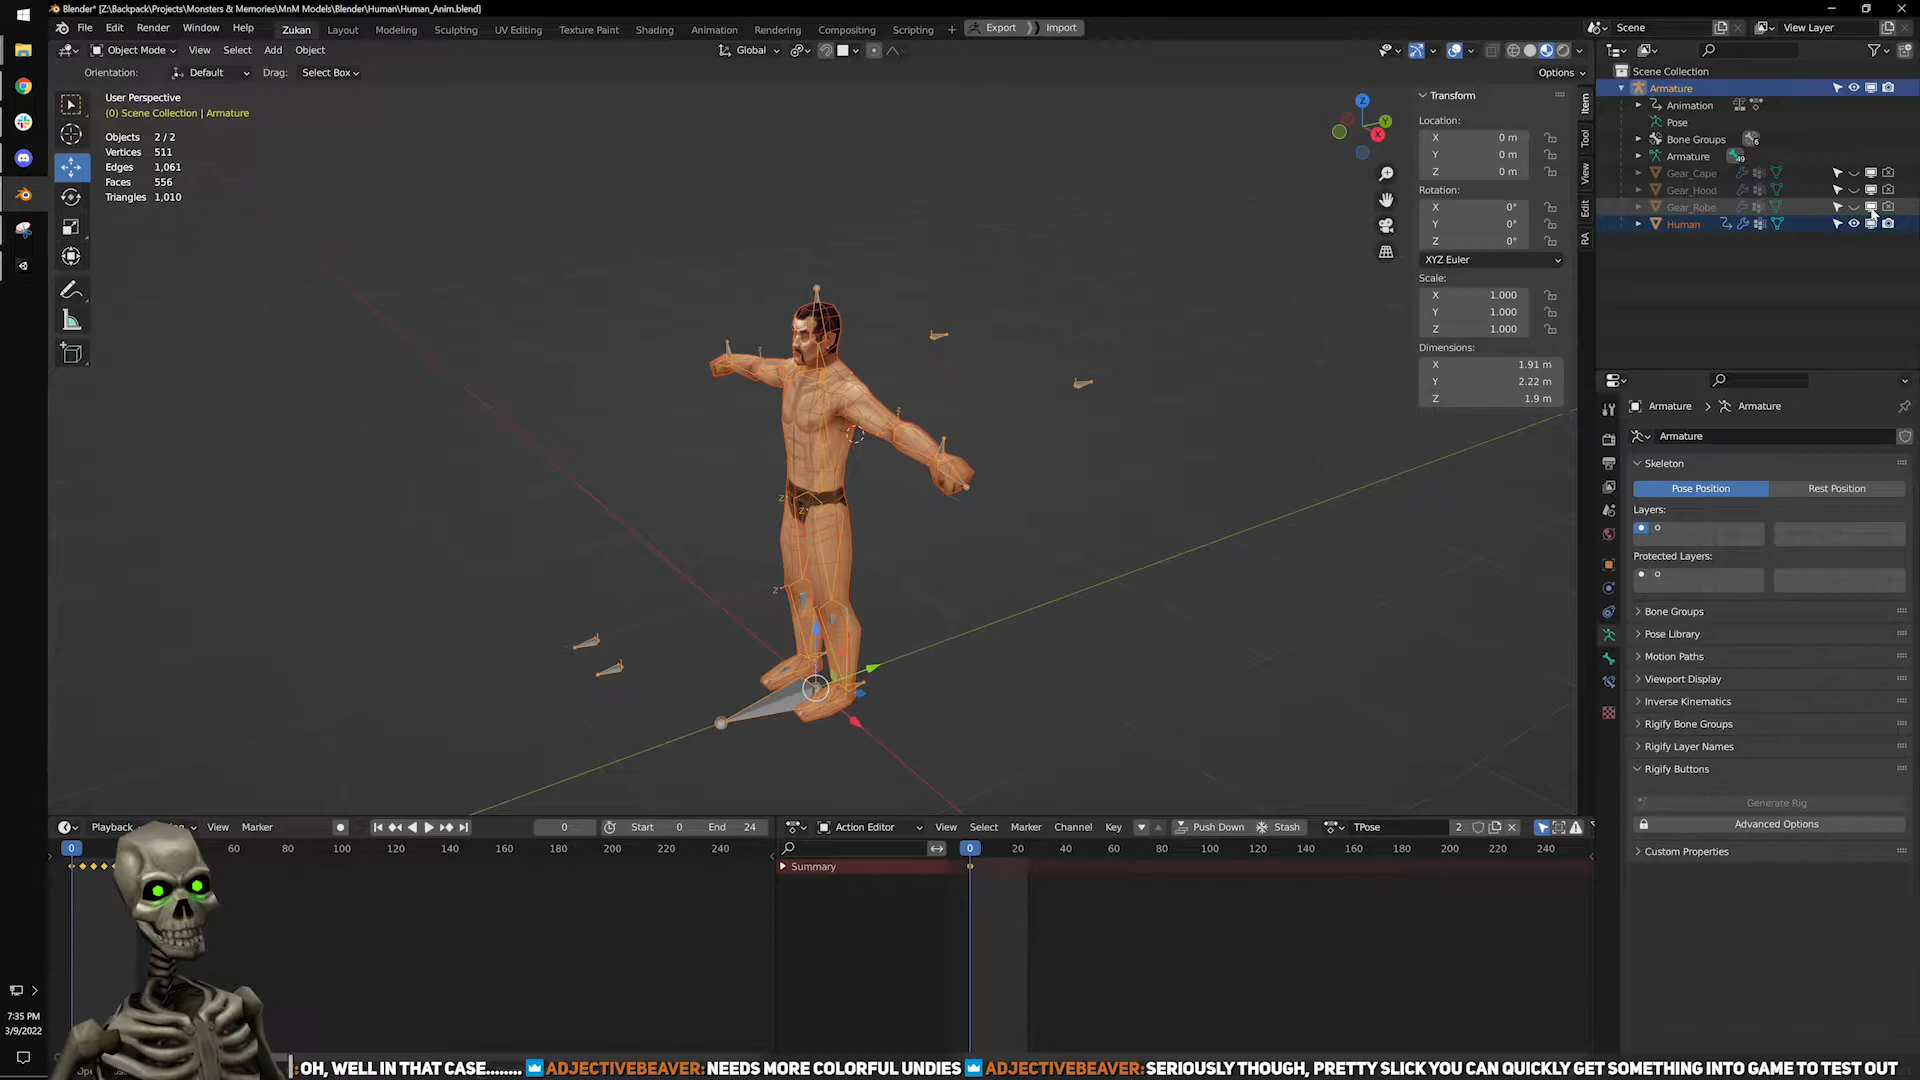 Blender* [Z:\Backpack\Projects\Monsters & Memories\MnM Models\Blender\Human\Human_Anim.blend]
File Edit Render Window Help Zukan Layout Modeling Sculpting UV Editing Texture Paint Shading Animation Rendering Compositing Scripting + Export Import Scene View Layer
Object Mode View Select Add Object Global
Orientation: Default Drag: Select Box Options
User Perspective
(0) Scene Collection | Armature
Objects 2 / 2
Vertices 511
Edges 1,061
Faces 556
Triangles 1,010
Z
Y
X
Transform
Location:
X 0 m
Y 0 m
Z 0 m
Rotation:
X 0°
Y 0°
Z 0°
XYZ Euler
Scale:
X 1.000
Y 1.000
Z 1.000
Dimensions:
X 1.91 m
Y 2.22 m
Z 1.9 m
Item
Tool
View
Edit
RA
Scene Collection
Armature
Animation
Pose
Bone Groups 6
Armature 49
Gear_Cape
Gear_Hood
Gear_Robe
Human
Armature > Armature
Armature
Skeleton
Pose Position Rest Position
Layers:
Protected Layers:
Bone Groups
Pose Library
Motion Paths
Viewport Display
Inverse Kinematics
Rigify Bone Groups
Rigify Layer Names
Rigify Buttons
Generate Rig
Advanced Options
Custom Properties
Playback View Marker 0 Start 0 End 24
0 60 80 100 120 140 160 180 200 220 240
Action Editor View Select Marker Channel Key Push Down Stash TPose 2
0 20 40 60 80 100 120 140 160 180 200 220 240
Summary
7:35 PM
3/9/2022
: OH, WELL IN THAT CASE........ ADJECTIVEBEAVER: NEEDS MORE COLORFUL UNDIES ADJECTIVEBEAVER: SERIOUSLY THOUGH, PRETTY SLICK YOU CAN QUICKLY GET SOMETHING INTO GAME TO TEST OUT